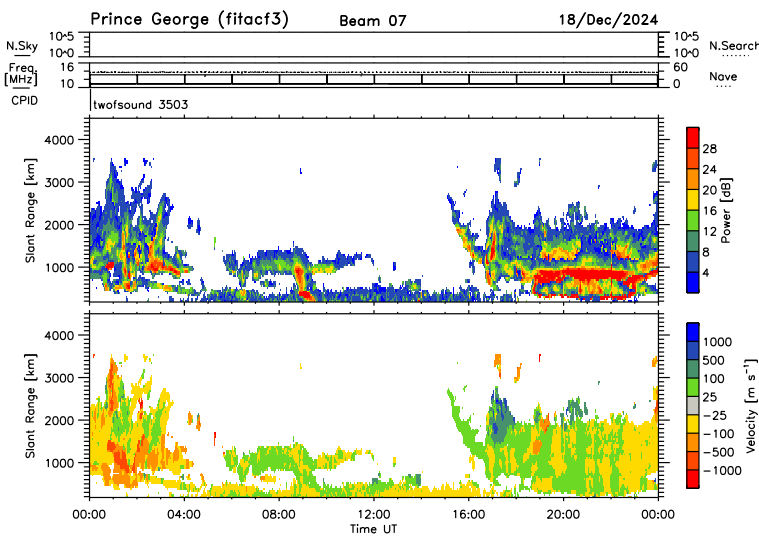 Prince George (fitacf3) Beam 07 18/Dec/2024
N.Sky 10^5 10^5 N.Search
10^0 10^0
Freq 16 60
[MHz] 10 0 Nave
CPID twofsound 3503
Slant Range [km]
4000
3000
2000
1000
Power [dB]
28
24
20
16
12
8
4
Slant Range [km]
4000
3000
2000
1000
Velocity [m s⁻¹]
1000
500
100
25
−25
−100
−500
−1000
00:00 04:00 08:00 12:00 16:00 20:00 00:00
Time UT